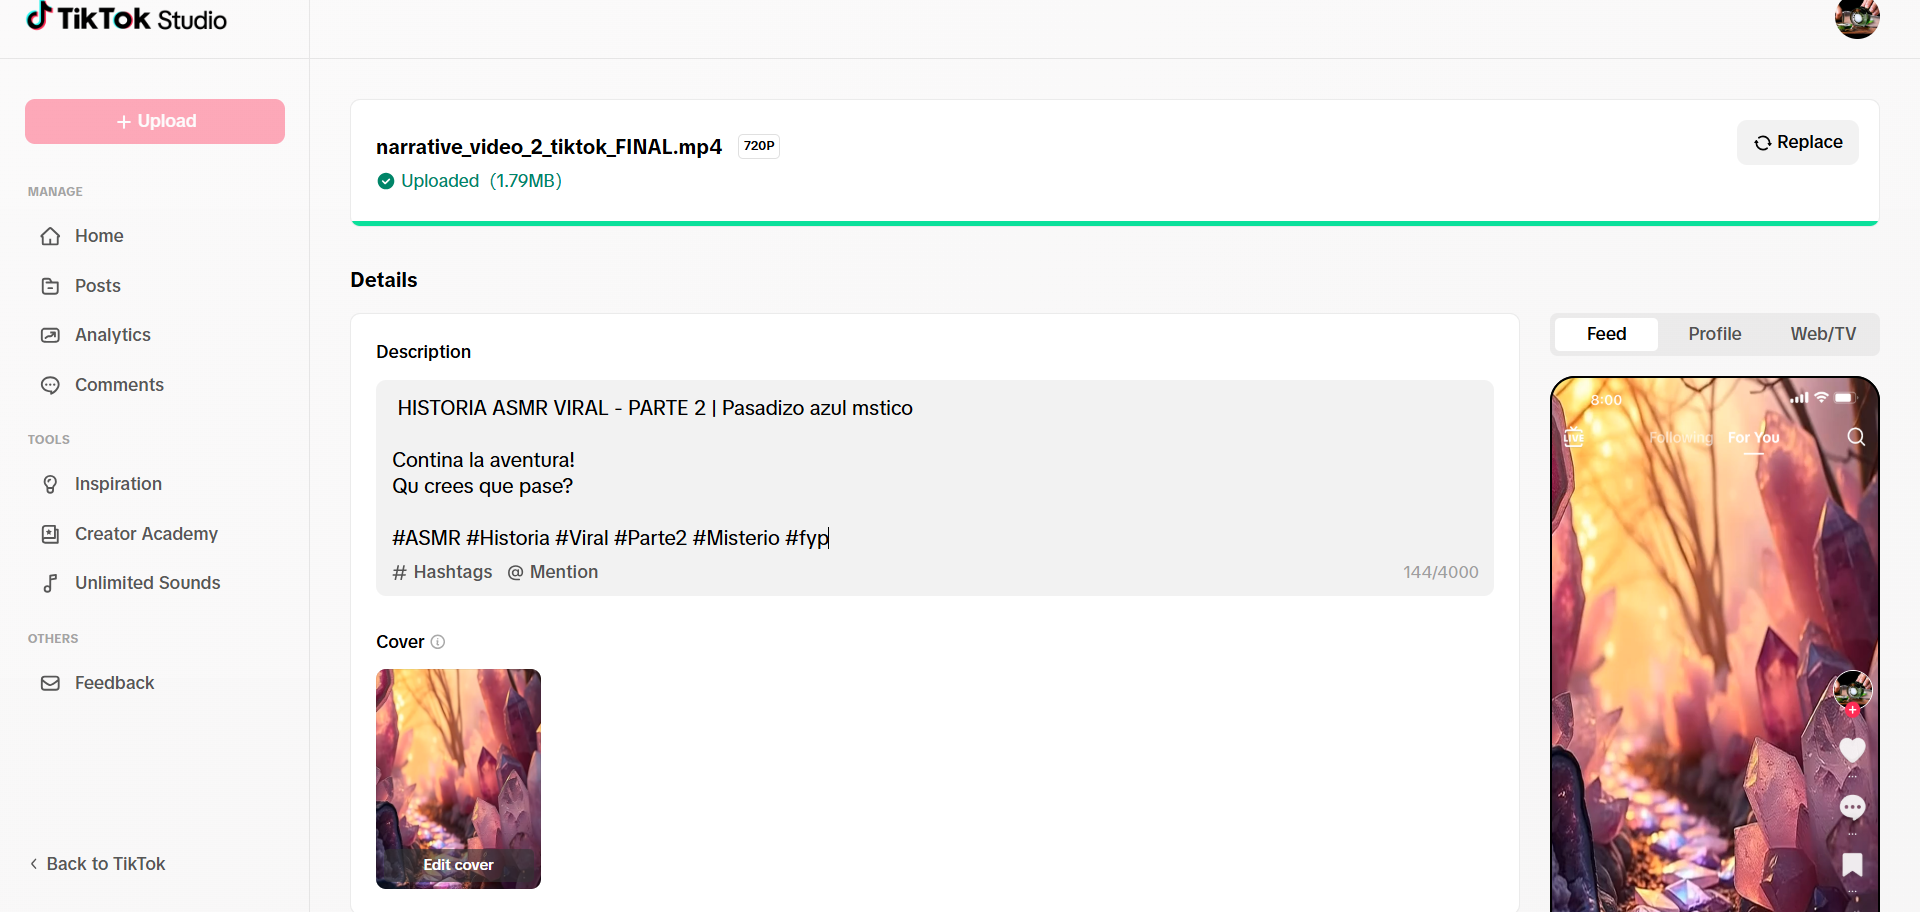 TikTok Studio
+ Upload
MANAGE
Home
Posts
Analytics
Comments
TOOLS
Inspiration
Creator Academy
Unlimited Sounds
OTHERS
Feedback
Back to TikTok
narrative_video_2_tiktok_FINAL.mp4 720P
Uploaded (1.79MB)
Replace
Details
Description
HISTORIA ASMR VIRAL - PARTE 2 | Pasadizo azul mstico
Contina la aventura!
Qu crees que pase?
#ASMR #Historia #Viral #Parte2 #Misterio #fyp
# Hashtags @ Mention 144/4000
Cover
Edit cover
Feed Profile Web/TV
8:00
LIVE Following For You